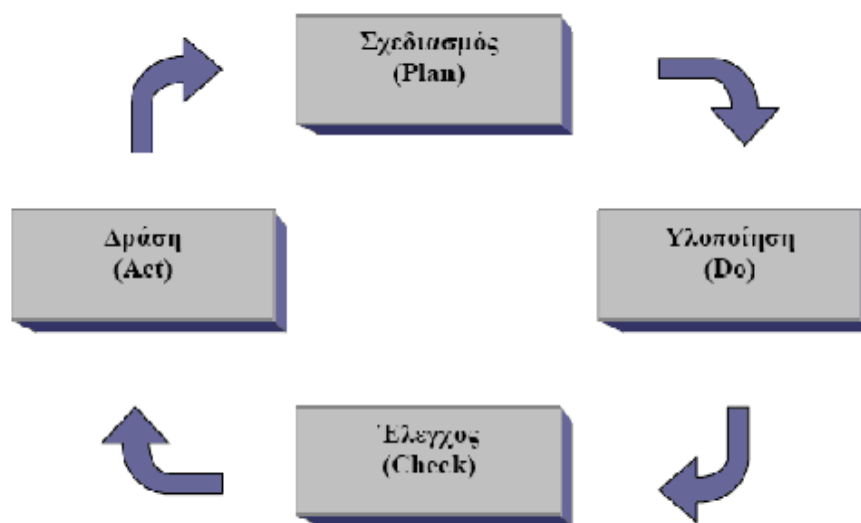 Σχεδιασμός
(Plan)
Δράση
(Act)
Υλοποίηση
(Do)
Έλεγχος
(Check)